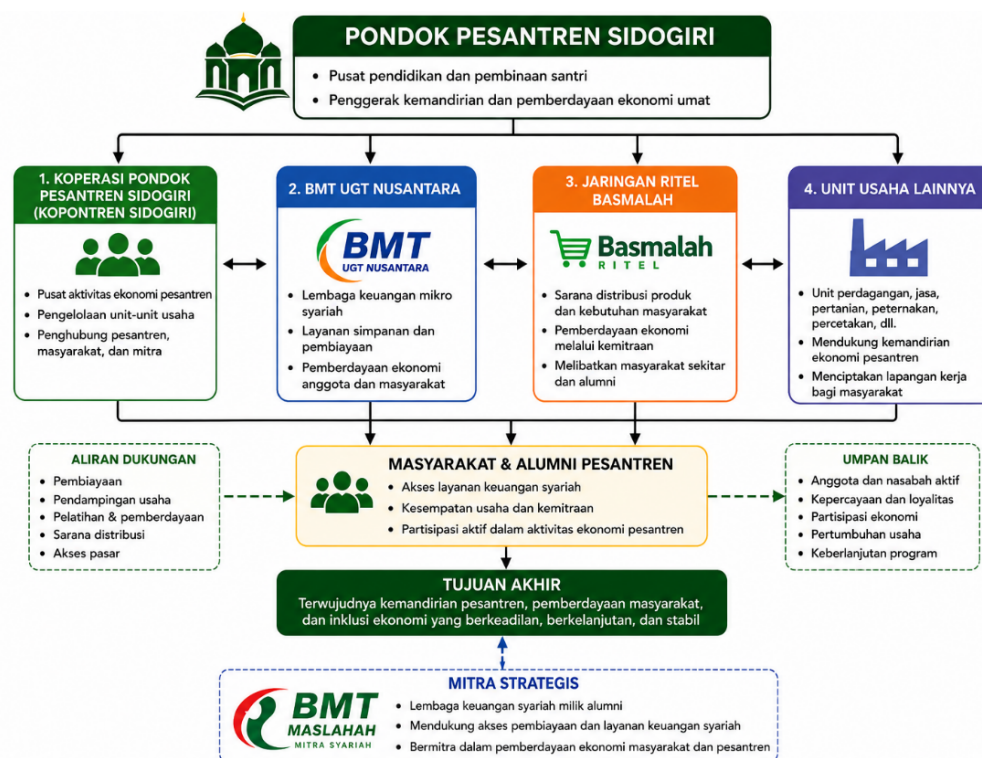 PONDOK PESANTREN SIDOGIRI
• Pusat pendidikan dan pembinaan santri
• Penggerak kemandirian dan pemberdayaan ekonomi umat
1. KOPERASI PONDOK
PESANTREN SIDOGIRI
(KOPONTREN SIDOGIRI)
• Pusat aktivitas ekonomi pesantren
• Pengelolaan unit-unit usaha
• Penghubung pesantren,
masyarakat, dan mitra
2. BMT UGT NUSANTARA
BMT
UGT NUSANTARA
• Lembaga keuangan mikro
syariah
• Layanan simpanan dan
pembiayaan
• Pemberdayaan ekonomi
anggota dan masyarakat
3. JARINGAN RITEL
BASMALAH
Basmalah
RITEL
• Sarana distribusi produk
dan kebutuhan masyarakat
• Pemberdayaan ekonomi
melalui kemitraan
• Melibatkan masyarakat sekitar
dan alumni
4. UNIT USAHA LAINNYA
• Unit perdagangan, jasa,
pertanian, peternakan,
percetakan, dll.
• Mendukung kemandirian
ekonomi pesantren
• Menciptakan lapangan kerja
bagi masyarakat
ALIRAN DUKUNGAN
• Pembiayaan
• Pendampingan usaha
• Pelatihan & pemberdayaan
• Sarana distribusi
• Akses pasar
MASYARAKAT & ALUMNI PESANTREN
• Akses layanan keuangan syariah
• Kesempatan usaha dan kemitraan
• Partisipasi aktif dalam aktivitas ekonomi pesantren
UMPAN BALIK
• Anggota dan nasabah aktif
• Kepercayaan dan loyalitas
• Partisipasi ekonomi
• Pertumbuhan usaha
• Keberlanjutan program
TUJUAN AKHIR
Terwujudnya kemandirian pesantren, pemberdayaan masyarakat,
dan inklusi ekonomi yang berkeadilan, berkelanjutan, dan stabil
MITRA STRATEGIS
BMT
MASLAHAH
MITRA SYARIAH
• Lembaga keuangan syariah milik alumni
• Mendukung akses pembiayaan dan layanan keuangan syariah
• Bermitra dalam pemberdayaan ekonomi masyarakat dan pesantren